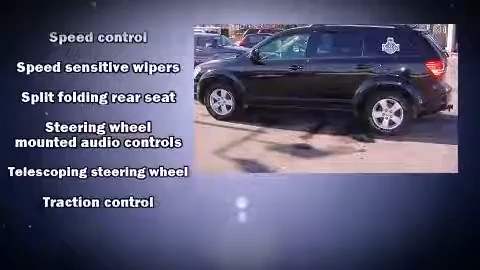 Speed control
Speed sensitive wipers
Split folding rear seat
Steering wheel
mounted audio controls
Telescoping steering wheel
Traction control